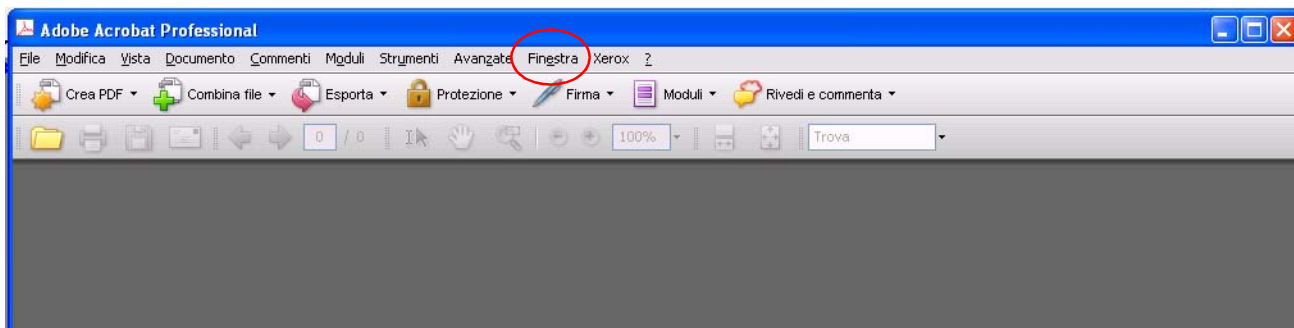 Adobe Acrobat Professional
File Modifica Vista Documento Commenti Moduli Strumenti Avanzate Finestra Xerox ?
Crea PDF Combina file Esporta Protezione Firma Moduli Rivedi e commenta
0 / 0 100% Trova